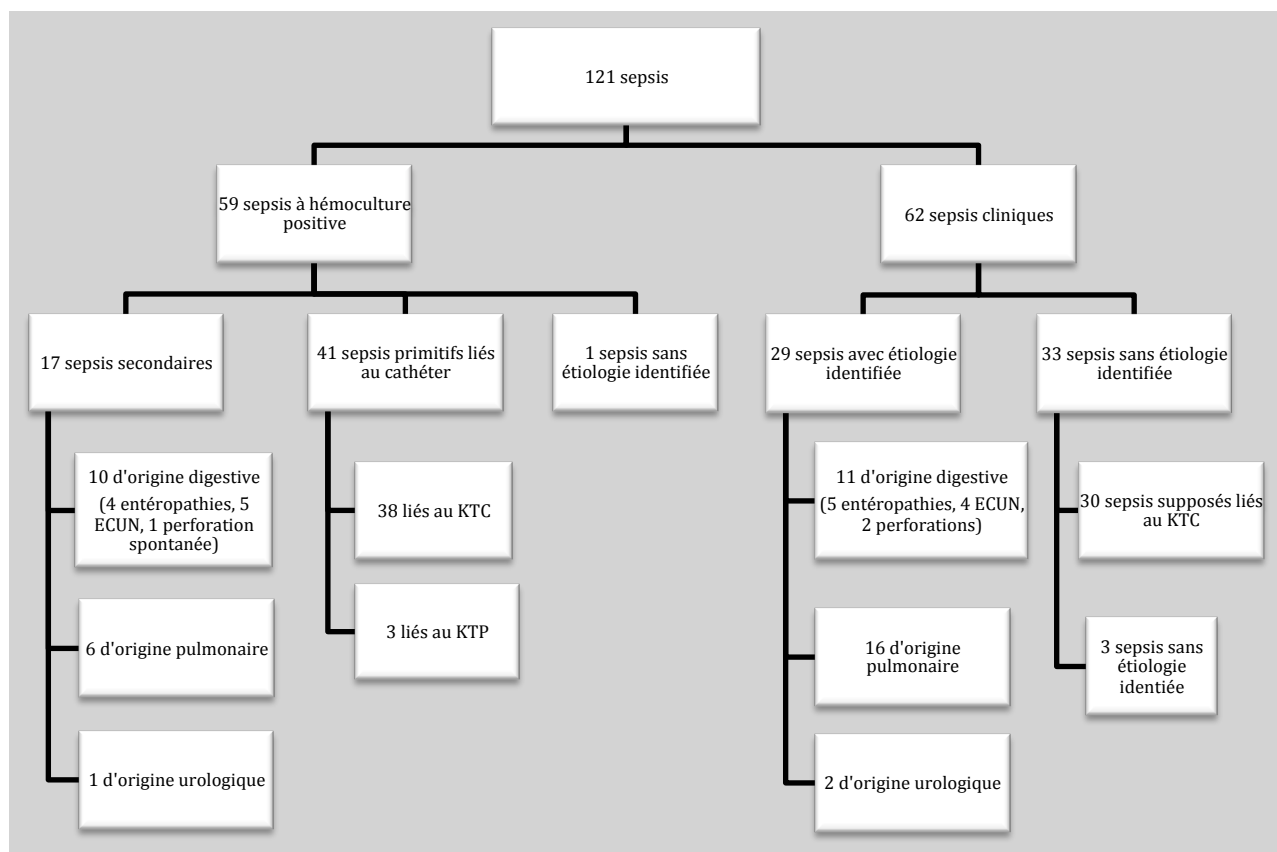 121 sepsis
59 sepsis à hémoculture
positive
62 sepsis cliniques
17 sepsis secondaires
41 sepsis primitifs liés
au cathéter
1 sepsis sans
étiologie identifiée
29 sepsis avec étiologie
identifiée
33 sepsis sans étiologie
identifiée
10 d'origine digestive
(4 entéropathies, 5
ECUN, 1 perforation
spontanée)
6 d'origine pulmonaire
1 d'origine urologique
38 liés au KTC
3 liés au KTP
11 d'origine digestive
(5 entéropathies, 4 ECUN,
2 perforations)
16 d'origine
pulmonaire
2 d'origine urologique
30 sepsis supposés liés
au KTC
3 sepsis sans
étiologie
identiée